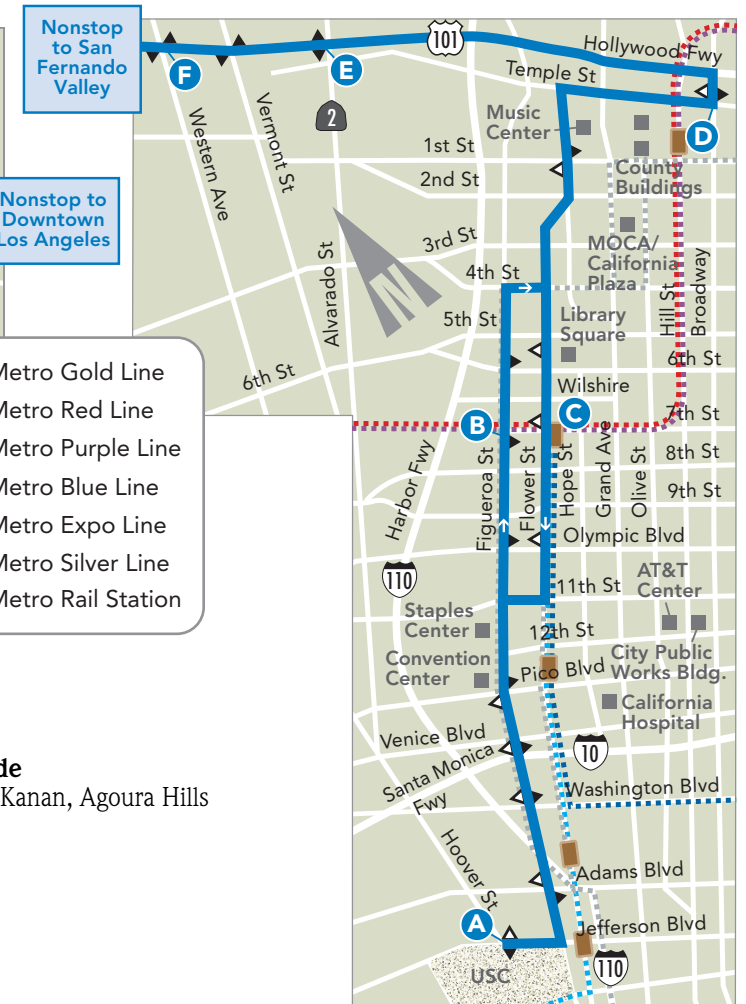 Nonstop
to San
Fernando
Valley
101
Hollywood Fwy
Temple St
F
E
D
2
Music
Center
Western Ave
Vermont St
1st St
2nd St
County
Buildings
Nonstop to
Downtown
Los Angeles
N
Alvarado St
3rd St
MOCA/
California
Plaza
4th St
Hill St
Broadway
5th St
Library
Square
6th St
6th St
Wilshire
Metro Gold Line
Metro Red Line
Metro Purple Line
Metro Blue Line
Metro Expo Line
Metro Silver Line
Metro Rail Station
B
C
7th St
8th St
9th St
Harbor Fwy
Figueroa St
Flower St
Hope St
Grand Ave
Olive St
Olympic Blvd
110
11th St
AT&T
Center
Staples
Center
12th St
Convention
Center
Pico Blvd
City Public
Works Bldg.
California
Hospital
Venice Blvd
10
Santa Monica
Fwy
Washington Blvd
de
Kanan, Agoura Hills
Hoover St
Adams Blvd
A
Jefferson Blvd
USC
110